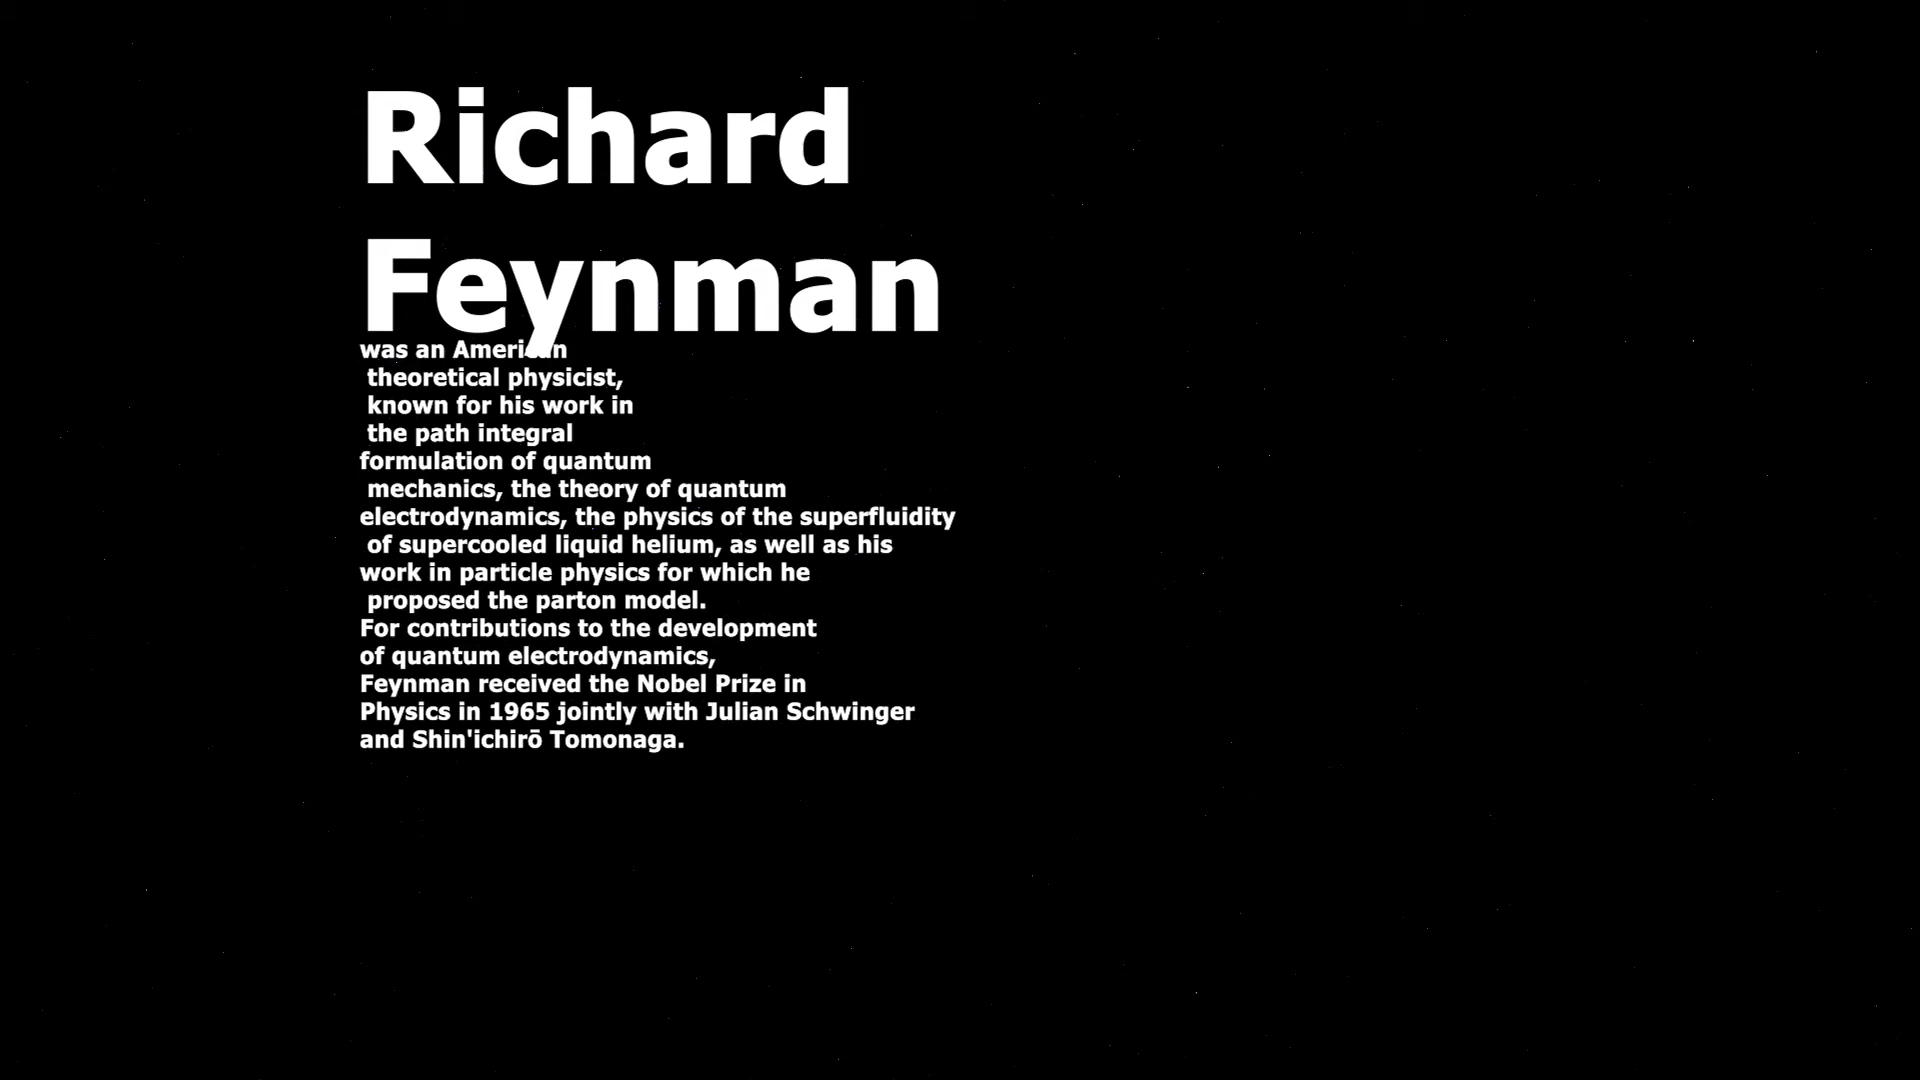 Richard
Feynman
was an American
theoretical physicist,
known for his work in
the path integral
formulation of quantum
mechanics, the theory of quantum
electrodynamics, the physics of the superfluidity
of supercooled liquid helium, as well as his
work in particle physics for which he
proposed the parton model.
For contributions to the development
of quantum electrodynamics,
Feynman received the Nobel Prize in
Physics in 1965 jointly with Julian Schwinger
and Shin'ichirō Tomonaga.